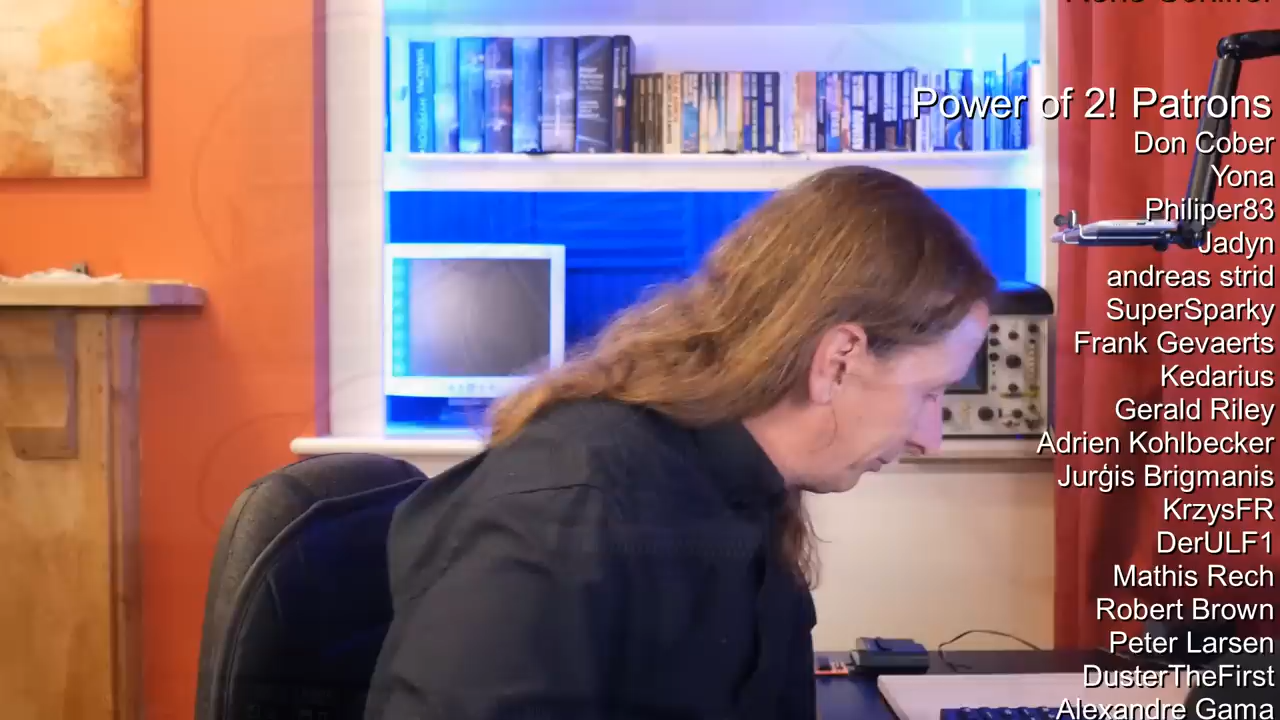 Power of 2! Patrons
Don Cober
Yona
Philiper83
Jadyn
andreas strid
SuperSparky
Frank Gevaerts
Kedarius
Gerald Riley
Adrien Kohlbecker
Jurģis Brigmanis
KrzysFR
DerULF1
Mathis Rech
Robert Brown
Peter Larsen
DusterTheFirst
Alexandre Gama